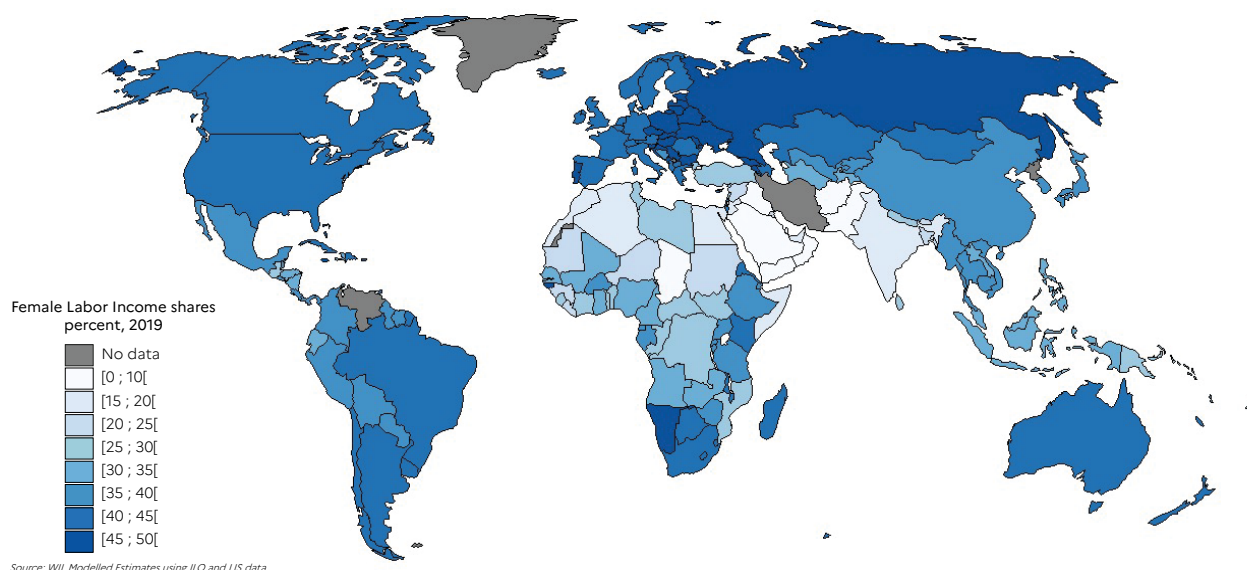 Female Labor Income shares
percent, 2019
No data
[0 ; 10[
[15 ; 20[
[20 ; 25[
[25 ; 30[
[30 ; 35[
[35 ; 40[
[40 ; 45[
[45 ; 50[
Source: WIL Modelled Estimates using ILO and LIS data